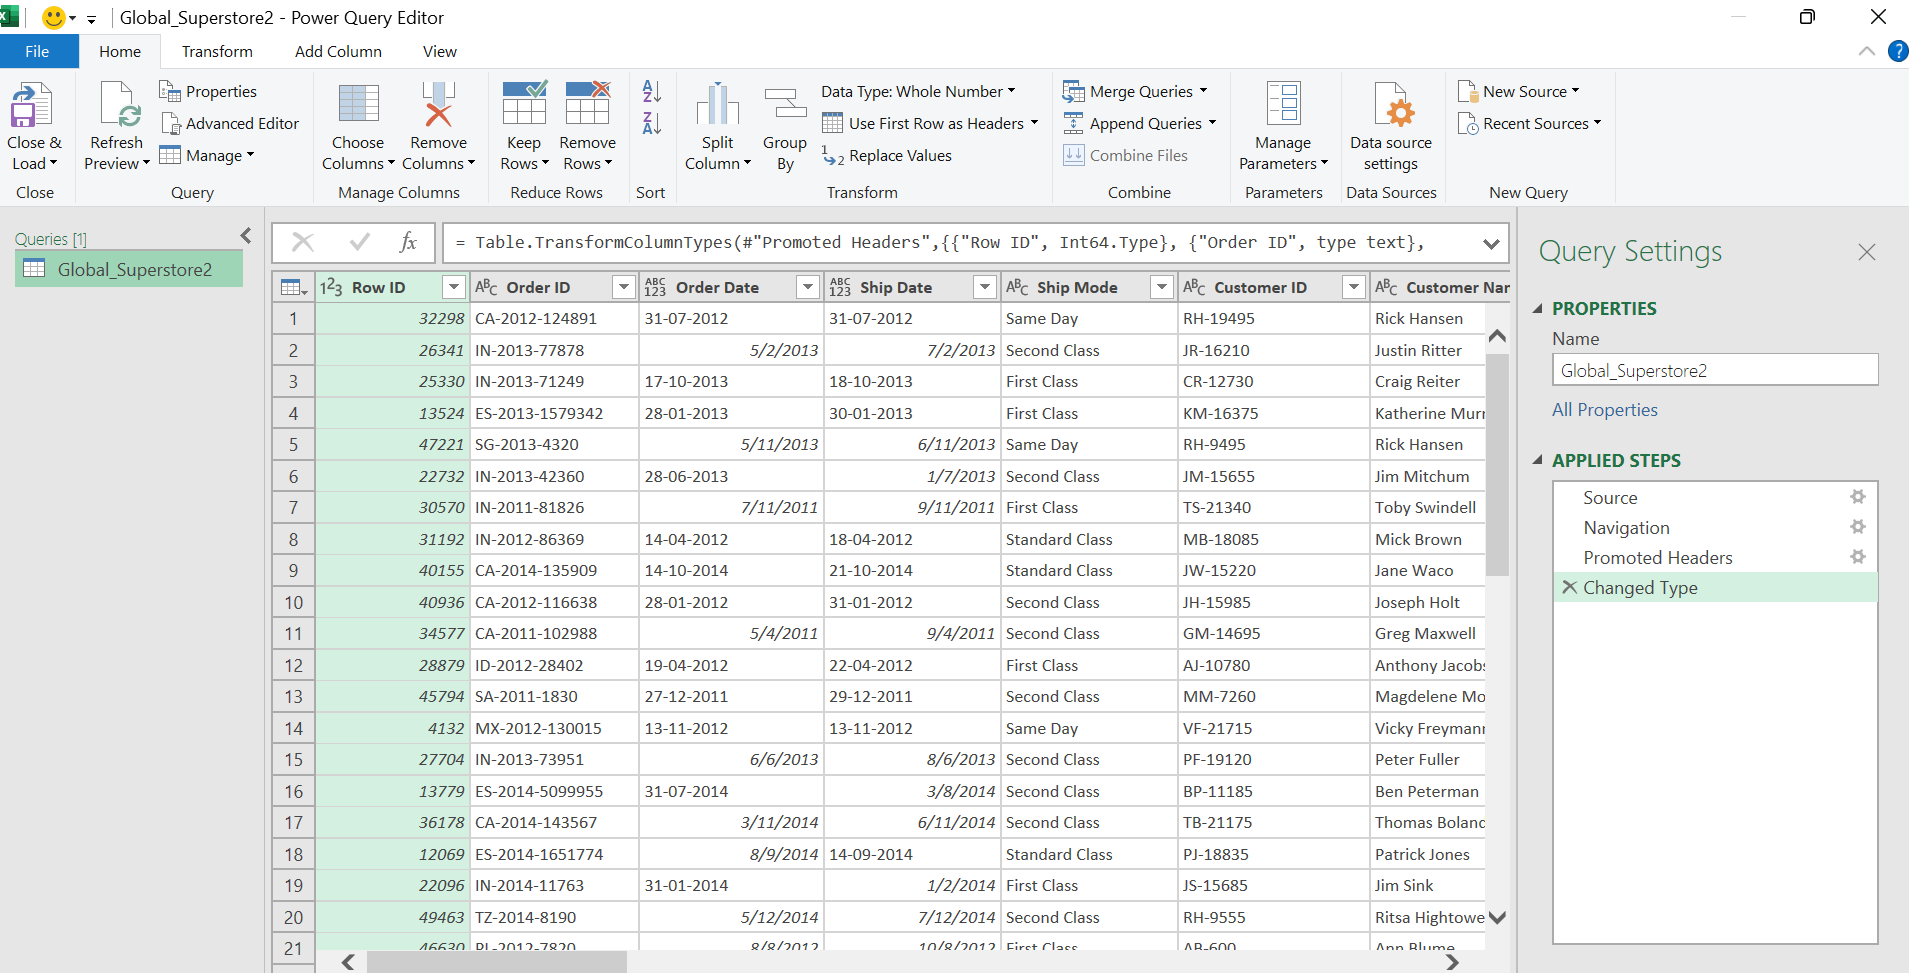 Global_Superstore2 - Power Query Editor
File Home Transform Add Column View
Close & Load
Close
Refresh Preview
Properties
Advanced Editor
Manage
Query
Choose Columns
Remove Columns
Manage Columns
Keep Rows
Remove Rows
Reduce Rows
Sort
Split Column
Group By
Data Type: Whole Number
Use First Row as Headers
Replace Values
Transform
Merge Queries
Append Queries
Combine Files
Combine
Manage Parameters
Parameters
Data source settings
Data Sources
New Source
Recent Sources
New Query
Queries [1]
Global_Superstore2
fx = Table.TransformColumnTypes(#"Promoted Headers",{{"Row ID", Int64.Type}, {"Order ID", type text},
Row ID Order ID Order Date Ship Date Ship Mode Customer ID Customer Nar
1 32298 CA-2012-124891 31-07-2012 31-07-2012 Same Day RH-19495 Rick Hansen
2 26341 IN-2013-77878 5/2/2013 7/2/2013 Second Class JR-16210 Justin Ritter
3 25330 IN-2013-71249 17-10-2013 18-10-2013 First Class CR-12730 Craig Reiter
4 13524 ES-2013-1579342 28-01-2013 30-01-2013 First Class KM-16375 Katherine Murr
5 47221 SG-2013-4320 5/11/2013 6/11/2013 Same Day RH-9495 Rick Hansen
6 22732 IN-2013-42360 28-06-2013 1/7/2013 Second Class JM-15655 Jim Mitchum
7 30570 IN-2011-81826 7/11/2011 9/11/2011 First Class TS-21340 Toby Swindell
8 31192 IN-2012-86369 14-04-2012 18-04-2012 Standard Class MB-18085 Mick Brown
9 40155 CA-2014-135909 14-10-2014 21-10-2014 Standard Class JW-15220 Jane Waco
10 40936 CA-2012-116638 28-01-2012 31-01-2012 Second Class JH-15985 Joseph Holt
11 34577 CA-2011-102988 5/4/2011 9/4/2011 Second Class GM-14695 Greg Maxwell
12 28879 ID-2012-28402 19-04-2012 22-04-2012 First Class AJ-10780 Anthony Jacobs
13 45794 SA-2011-1830 27-12-2011 29-12-2011 Second Class MM-7260 Magdelene Mo
14 4132 MX-2012-130015 13-11-2012 13-11-2012 Same Day VF-21715 Vicky Freymann
15 27704 IN-2013-73951 6/6/2013 8/6/2013 Second Class PF-19120 Peter Fuller
16 13779 ES-2014-5099955 31-07-2014 3/8/2014 Second Class BP-11185 Ben Peterman
17 36178 CA-2014-143567 3/11/2014 6/11/2014 Second Class TB-21175 Thomas Boland
18 12069 ES-2014-1651774 8/9/2014 14-09-2014 Standard Class PJ-18835 Patrick Jones
19 22096 IN-2014-11763 31-01-2014 1/2/2014 First Class JS-15685 Jim Sink
20 49463 TZ-2014-8190 5/12/2014 7/12/2014 Second Class RH-9555 Ritsa Hightowe
21 46630 PL-2012-7820 8/8/2012 10/8/2012 First Class AB-600 Ann Blume
Query Settings
PROPERTIES
Name
Global_Superstore2
All Properties
APPLIED STEPS
Source
Navigation
Promoted Headers
Changed Type